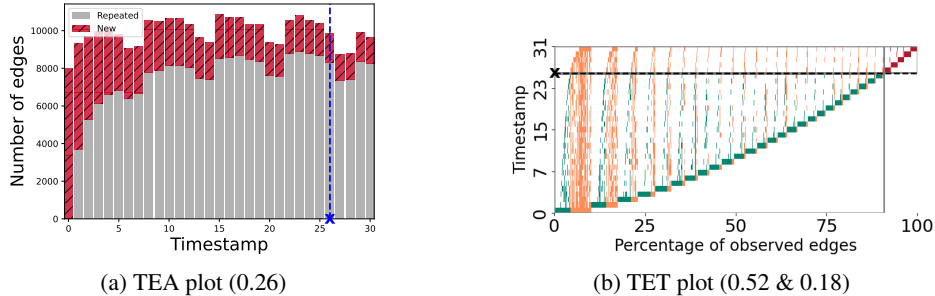 Repeated
New
Number of edges
10000
8000
6000
4000
2000
0
0 5 10 15 20 25 30
Timestamp
(a) TEA plot (0.26)
Timestamp
31
23
15
7
0
0 25 50 75 100
Percentage of observed edges
(b) TET plot (0.52 & 0.18)